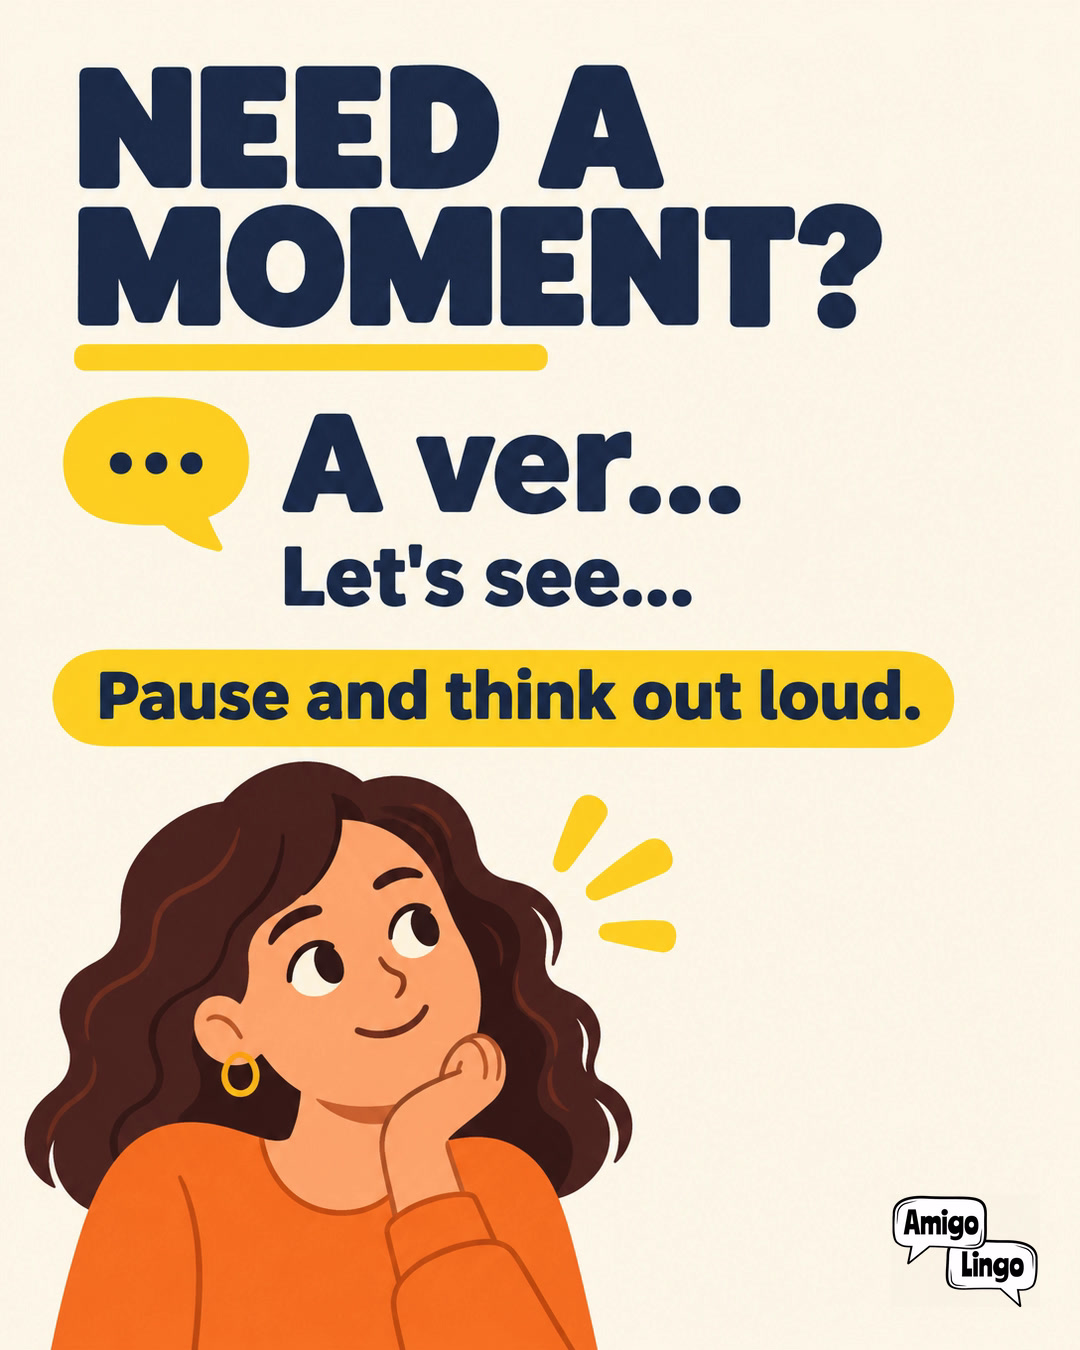 NEED A
MOMENT?
A ver...
Let's see...
Pause and think out loud.
Amigo
Lingo